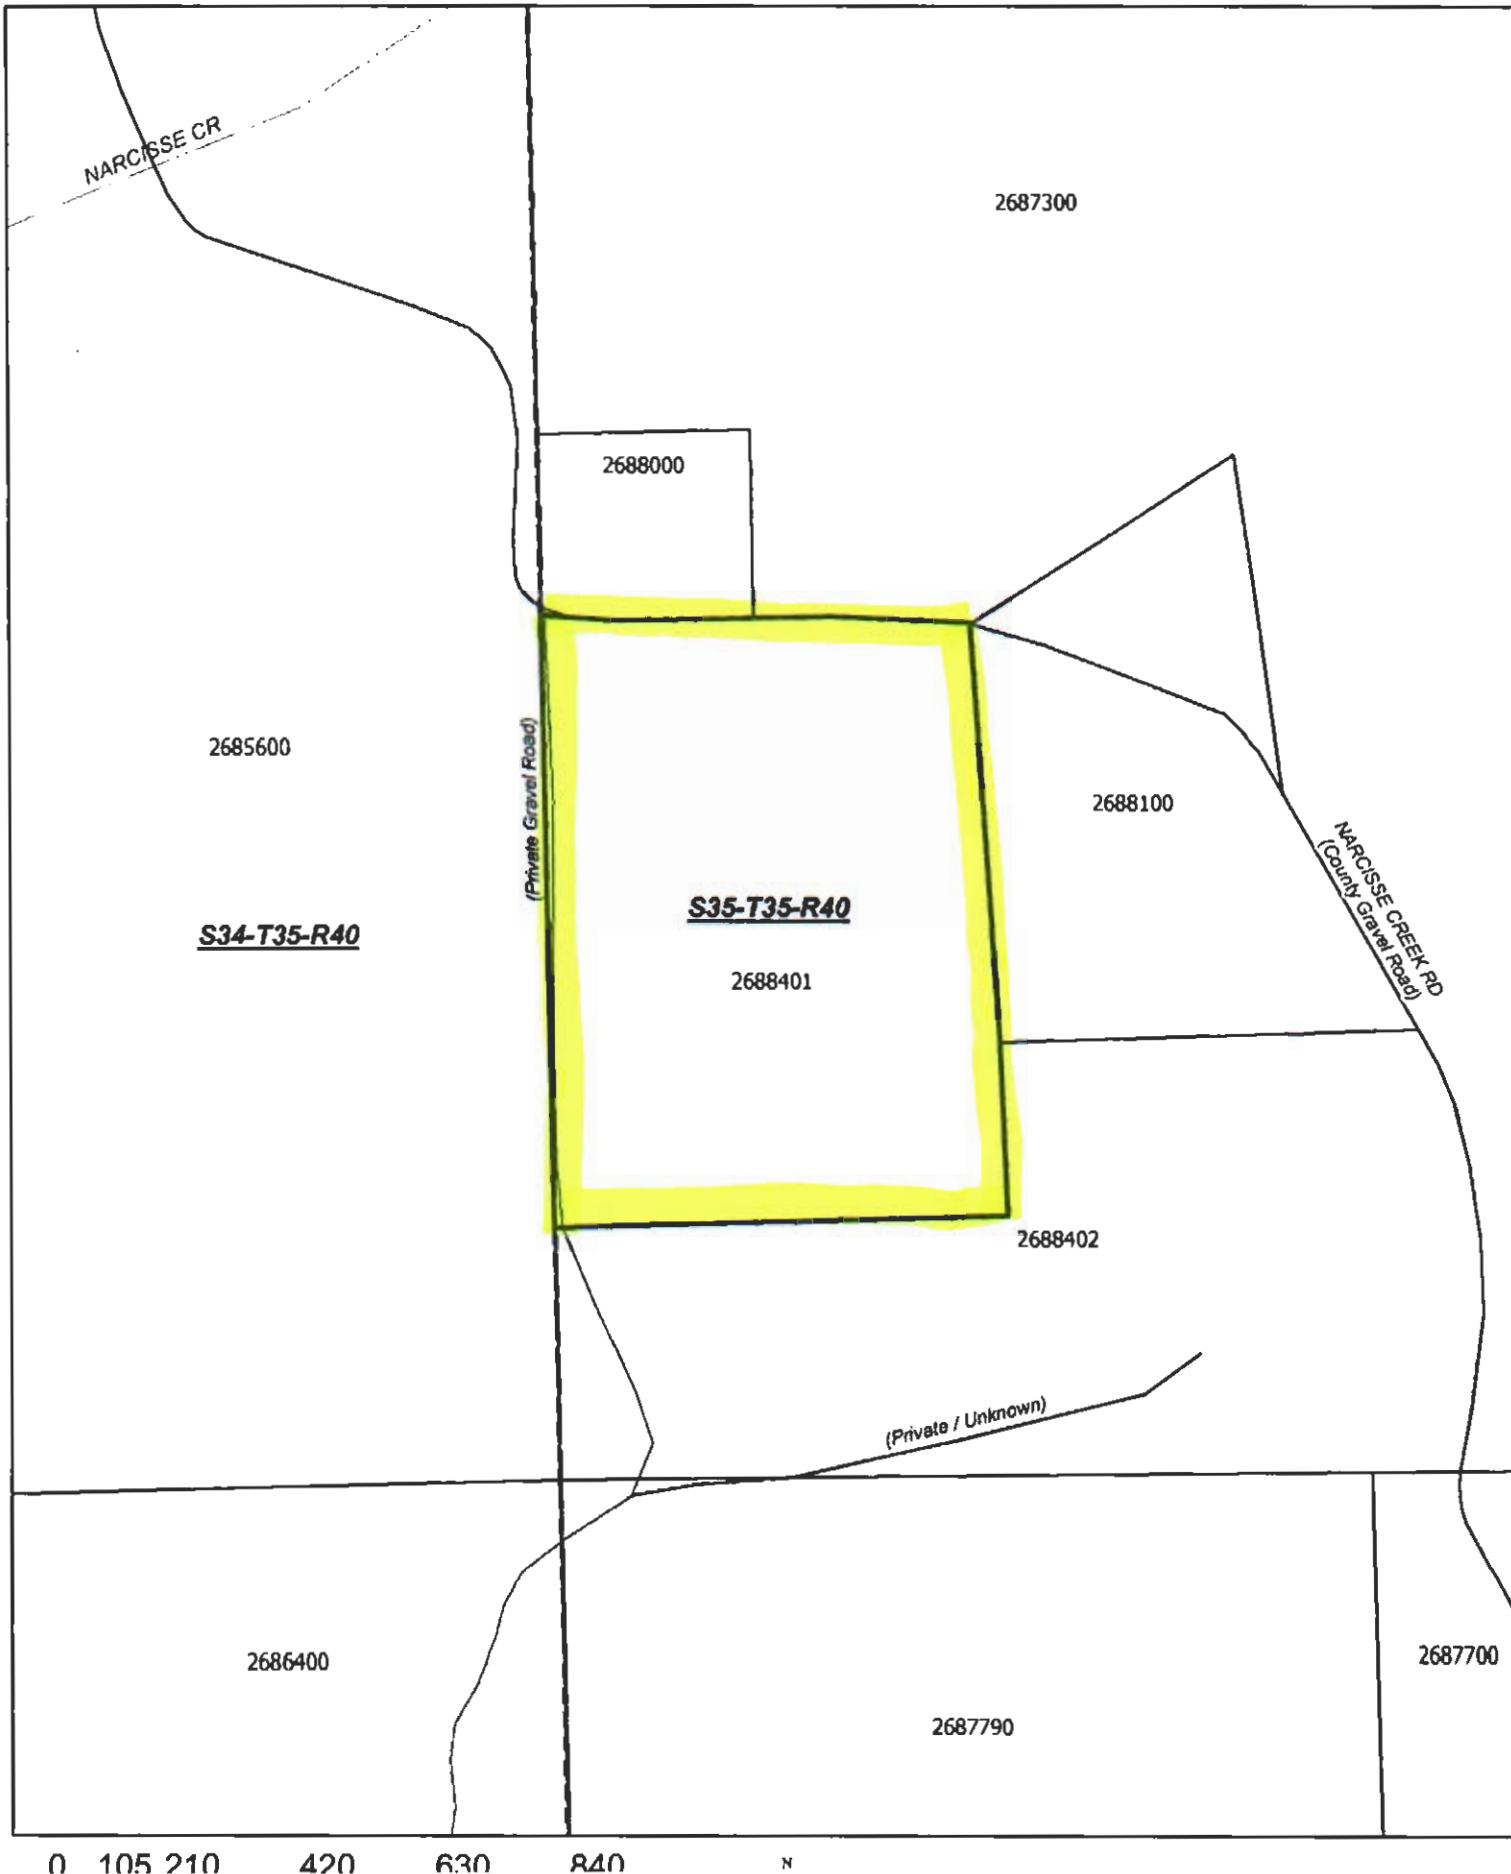 NARCISSE CR
2687300
2688000
2685600
(Private Gravel Road)
2688100
NARCISSE CREEK RD
(County Gravel Road)
S35-T35-R40
S34-T35-R40
2688401
2688402
(Private / Unknown)
2686400
2687700
2687790
0 105 210 420 630 840
N